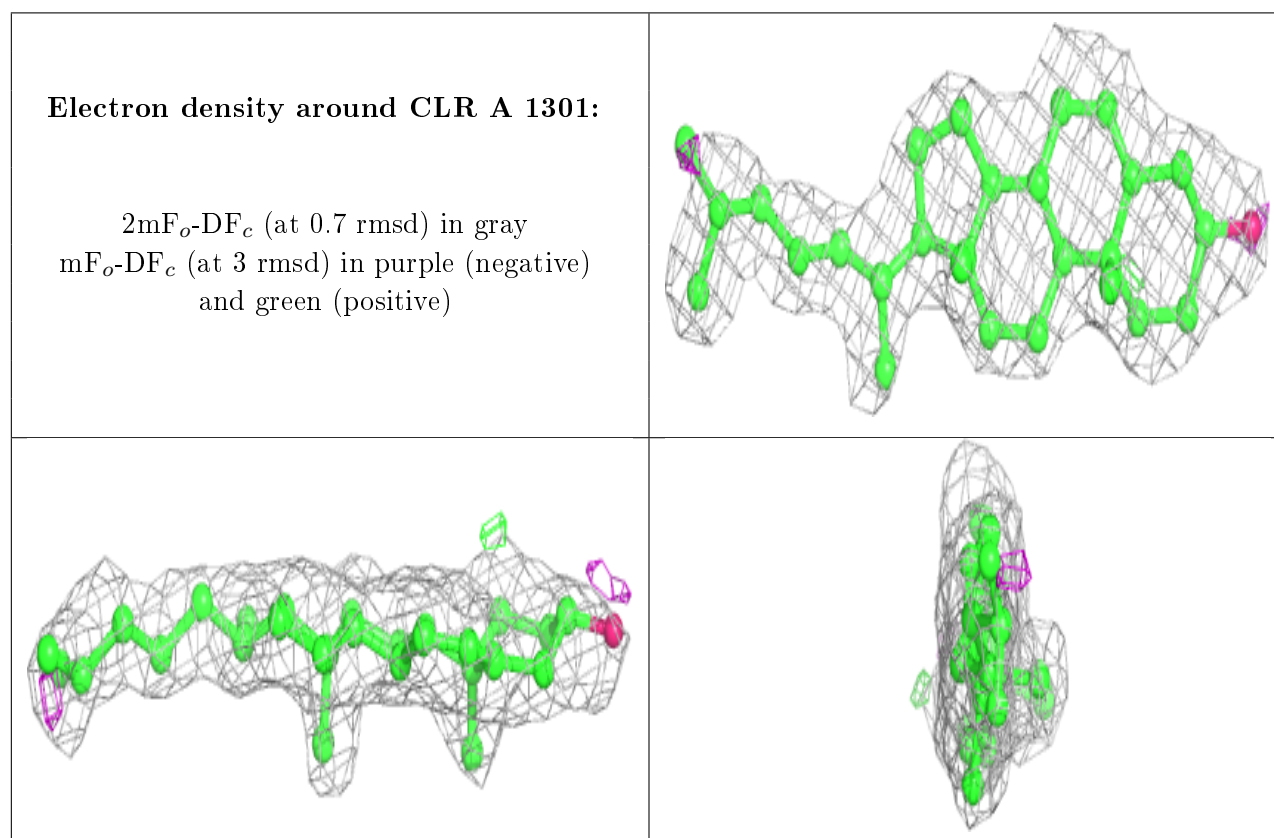 Electron density around CLR A 1301:
2mFₒ-DF𝑐 (at 0.7 rmsd) in gray
mFₒ-DF𝑐 (at 3 rmsd) in purple (negative)
and green (positive)